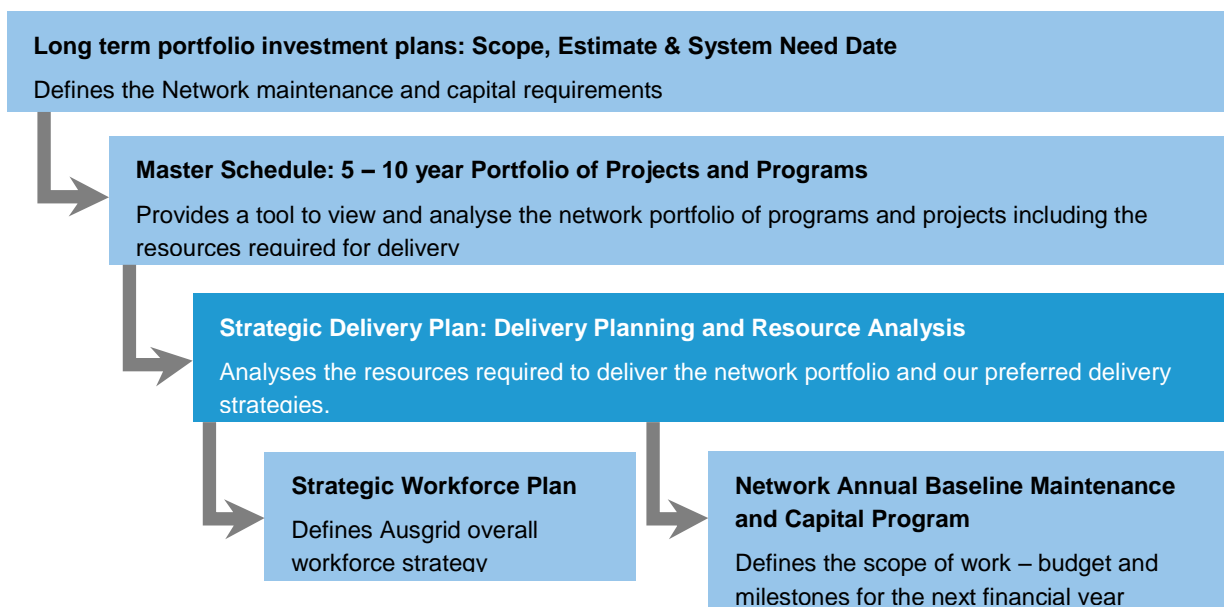 Long term portfolio investment plans: Scope, Estimate & System Need Date
Defines the Network maintenance and capital requirements
Master Schedule: 5 – 10 year Portfolio of Projects and Programs
Provides a tool to view and analyse the network portfolio of programs and projects including the
resources required for delivery
Strategic Delivery Plan: Delivery Planning and Resource Analysis
Analyses the resources required to deliver the network portfolio and our preferred delivery
strategies.
Strategic Workforce Plan
Defines Ausgrid overall
workforce strategy
Network Annual Baseline Maintenance
and Capital Program
Defines the scope of work – budget and
milestones for the next financial year